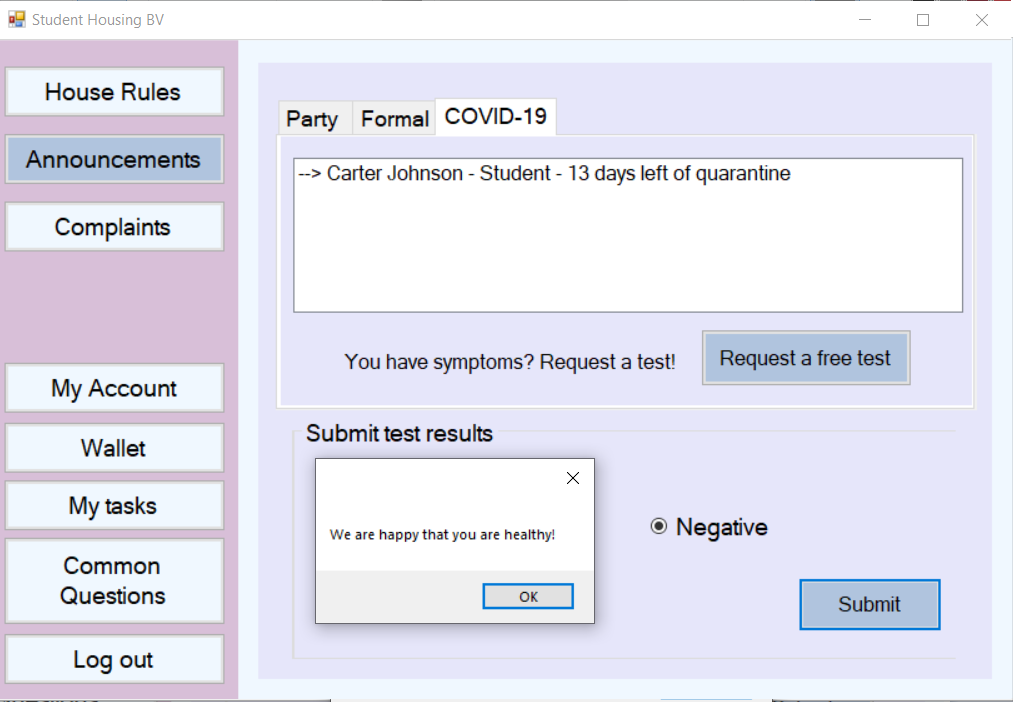 Student Housing BV
House Rules
Announcements
Complaints
My Account
Wallet
My tasks
Common
Questions
Log out
Party Formal COVID-19
--> Carter Johnson - Student - 13 days left of quarantine
You have symptoms? Request a test!
Request a free test
Submit test results
We are happy that you are healthy!
OK
Negative
Submit